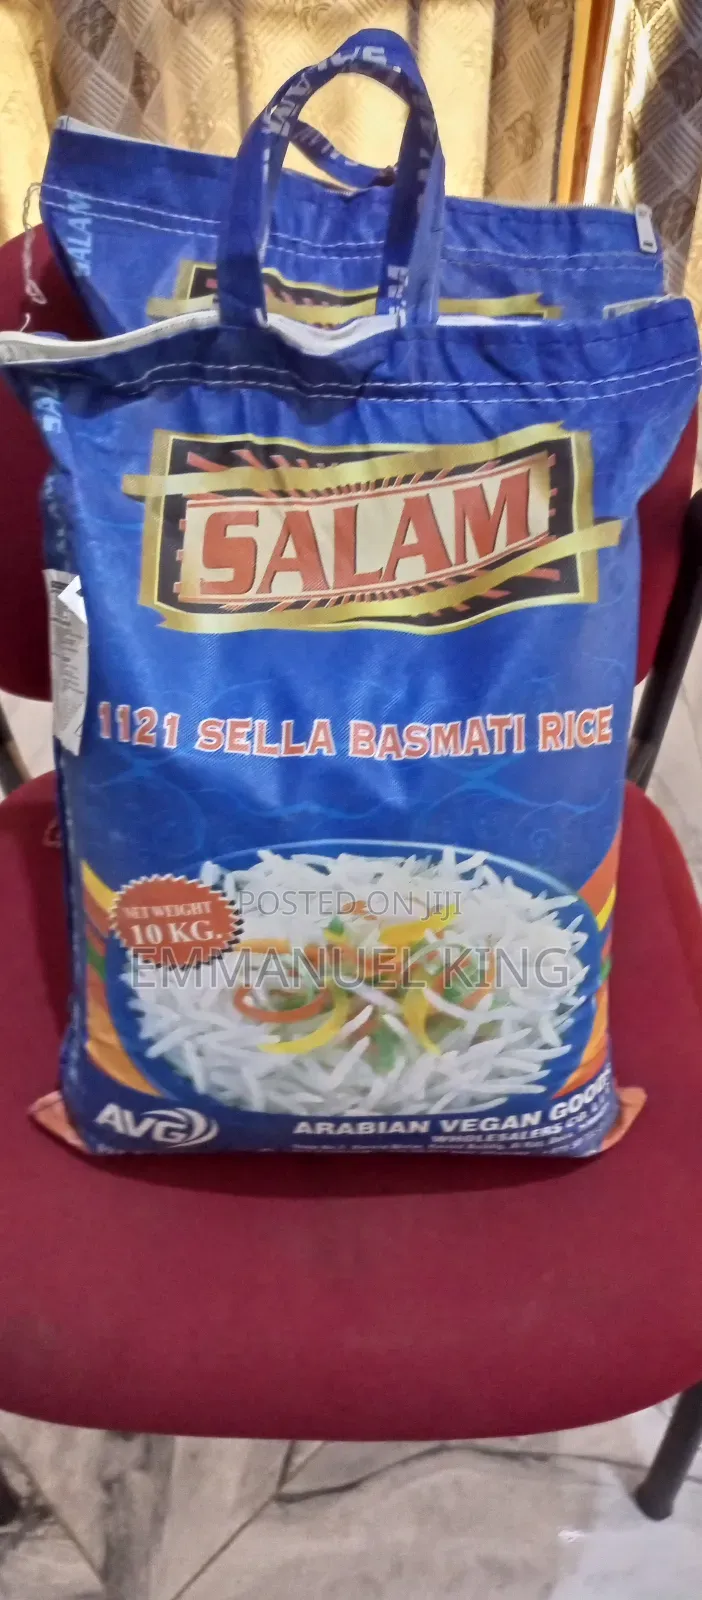 SALAM
SALAM
1121 SELLA BASMATI RICE
NET WEIGHT
10 KG.
POSTED ON JIJI
EMMANUEL KING
AVG
ARABIAN VEGAN GOODS
WHOLESALERS CO.